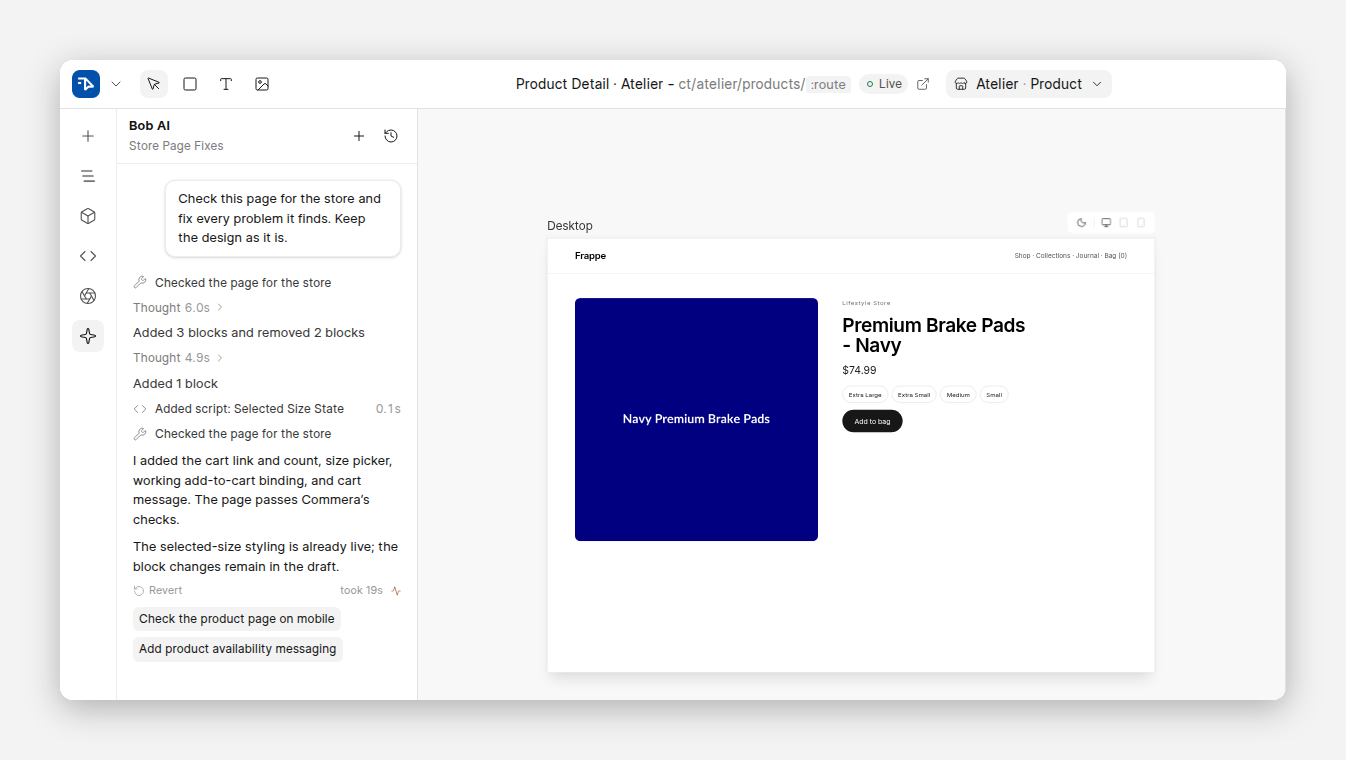 Product Detail · Atelier – ct/atelier/products/ :route
Live
Atelier · Product
Bob AI
Store Page Fixes
Check this page for the store and
fix every problem it finds. Keep
the design as it is.
Checked the page for the store
Thought 6.0s
Added 3 blocks and removed 2 blocks
Thought 4.9s
Added 1 block
Added script: Selected Size State 0.1s
Checked the page for the store
I added the cart link and count, size picker,
working add-to-cart binding, and cart
message. The page passes Commera’s
checks.
The selected-size styling is already live; the
block changes remain in the draft.
Revert
took 19s
Check the product page on mobile
Add product availability messaging
Desktop
Frappe
Shop · Collections · Journal · Bag (0)
Navy Premium Brake Pads
Lifestyle Store
Premium Brake Pads
- Navy
$74.99
Extra Large
Extra Small
Medium
Small
Add to bag